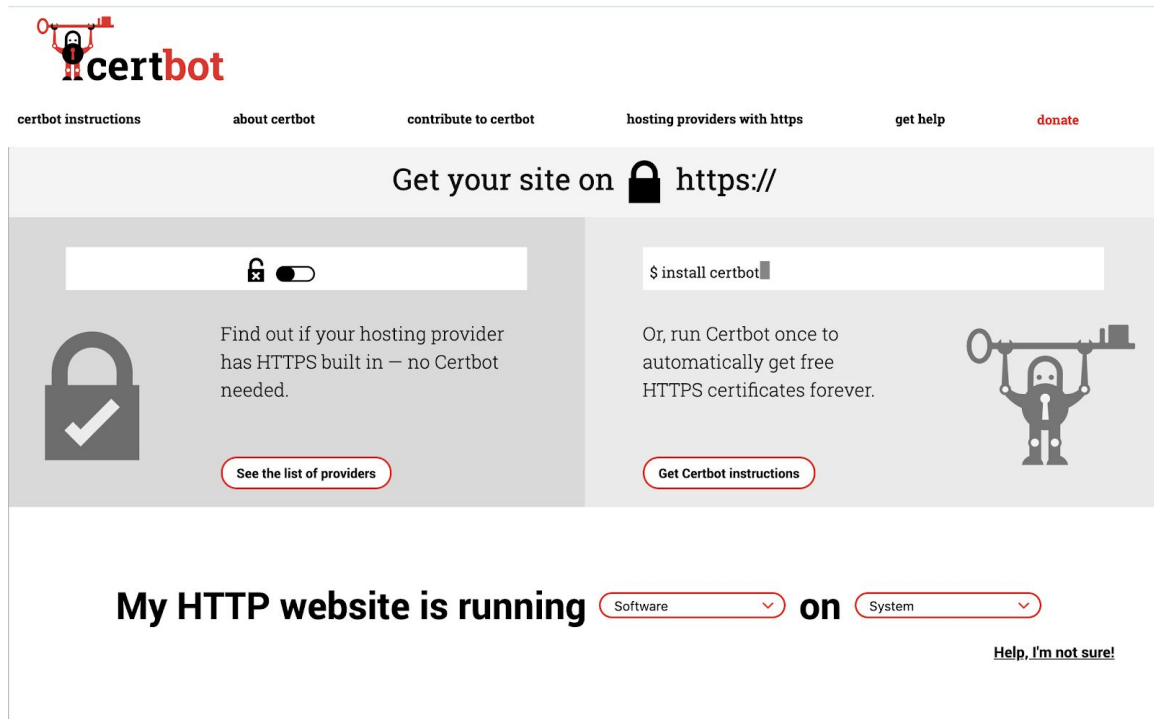 certbot
certbot instructions
about certbot
contribute to certbot
hosting providers with https
get help
donate
Get your site on https://
Find out if your hosting provider
has HTTPS built in — no Certbot
needed.
See the list of providers
$ install certbot
Or, run Certbot once to
automatically get free
HTTPS certificates forever.
Get Certbot instructions
My HTTP website is running Software on System
Help, I'm not sure!